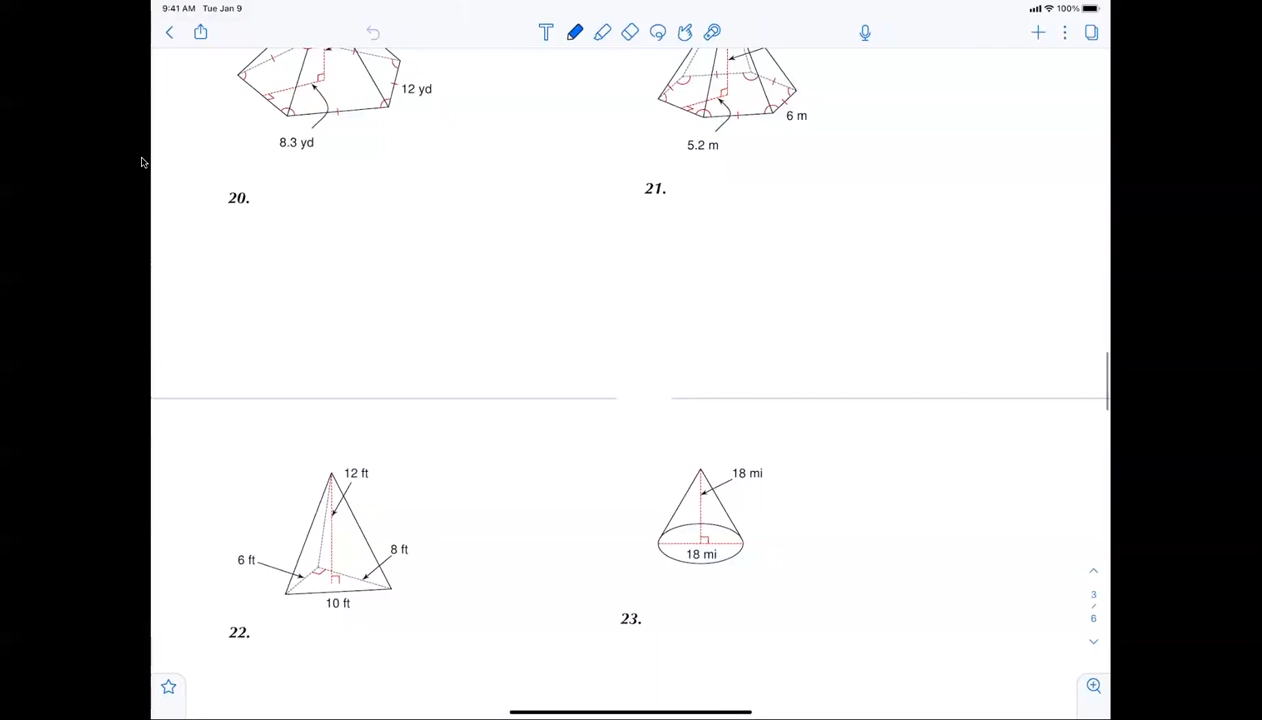 9:41 AM Tue Jan 9
100%
T
12 yd
8.3 yd
6 m
5.2 m
20.
21.
12 ft
6 ft
8 ft
10 ft
22.
18 mi
18 mi
23.
3
/
6